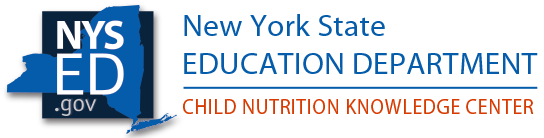 NYS
ED
.gov
New York State
EDUCATION DEPARTMENT
CHILD NUTRITION KNOWLEDGE CENTER